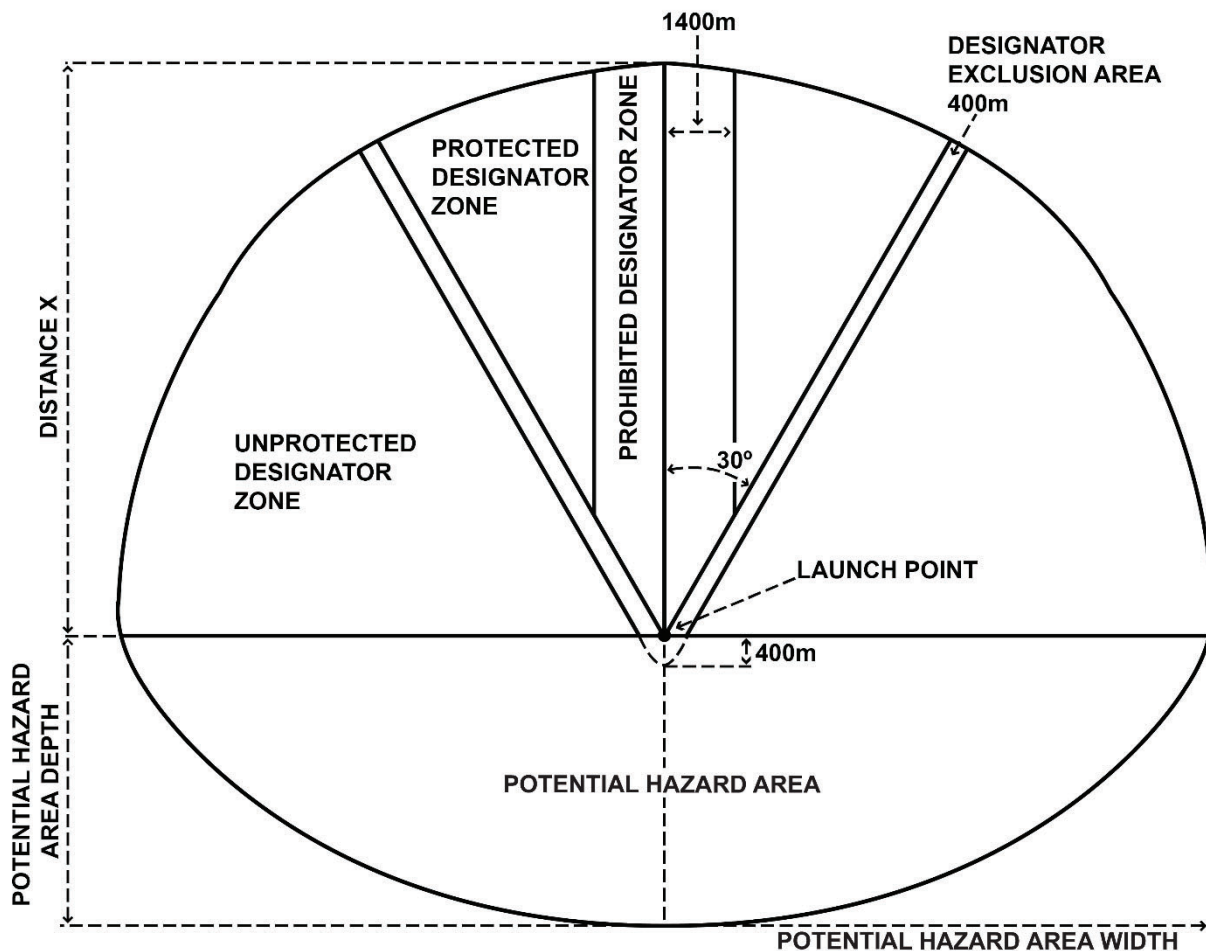 1400m
DESIGNATOR
EXCLUSION AREA
400m
PROTECTED
DESIGNATOR
ZONE
PROHIBITED DESIGNATOR ZONE
DISTANCE X
UNPROTECTED
DESIGNATOR
ZONE
30º
LAUNCH POINT
400m
POTENTIAL HAZARD
AREA DEPTH
POTENTIAL HAZARD AREA
POTENTIAL HAZARD AREA WIDTH